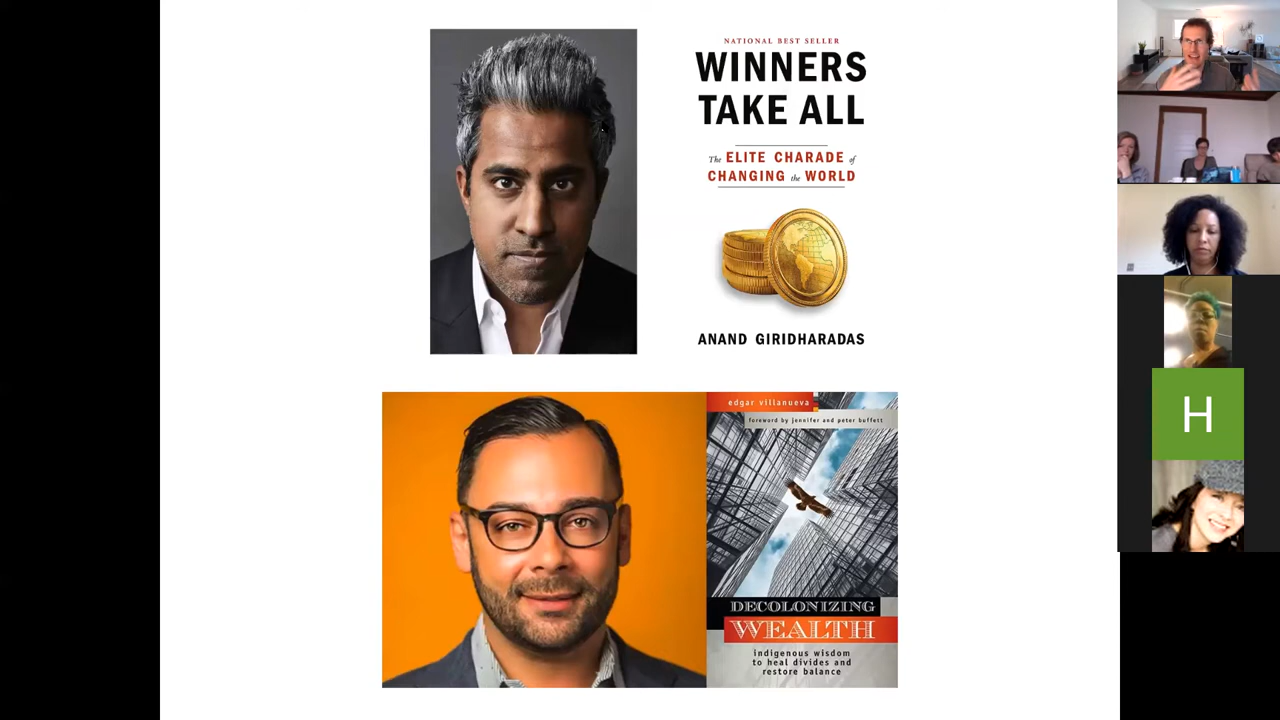 NATIONAL BEST SELLER
WINNERS
TAKE ALL
The ELITE CHARADE of
CHANGING the WORLD
ANAND GIRIDHARADAS
edgar villanueva
foreword by jennifer and peter buffett
DECOLONIZING
WEALTH
indigenous wisdom
to heal divides and
restore balance
H